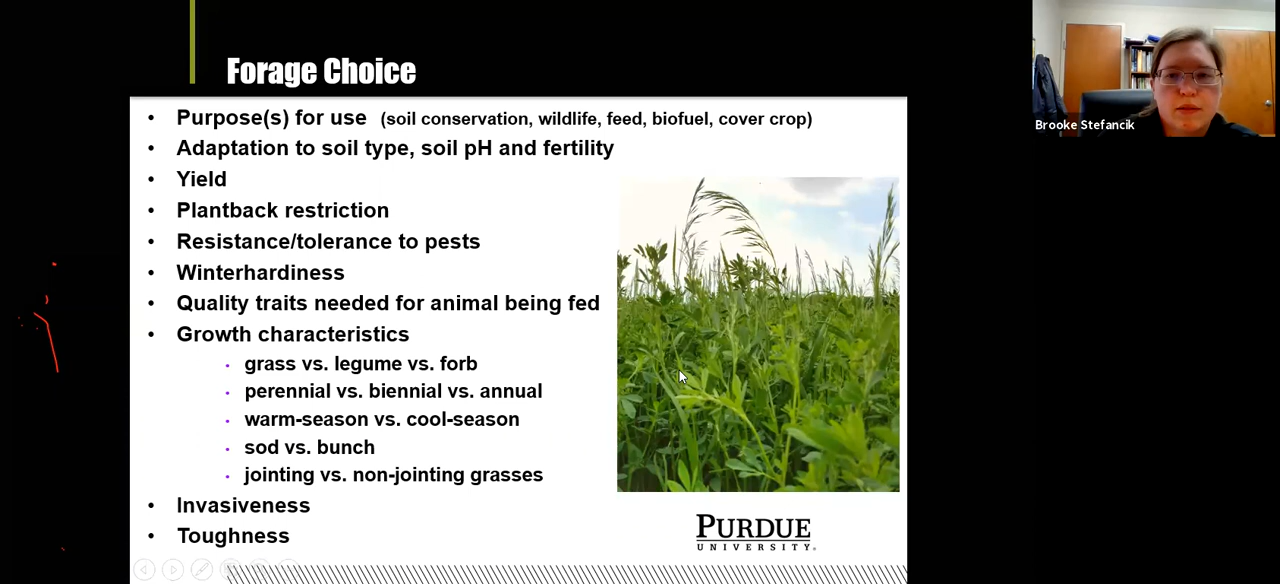 Forage Choice
• Purpose(s) for use (soil conservation, wildlife, feed, biofuel, cover crop)
• Adaptation to soil type, soil pH and fertility
• Yield
• Plantback restriction
• Resistance/tolerance to pests
• Winterhardiness
• Quality traits needed for animal being fed
• Growth characteristics
• grass vs. legume vs. forb
• perennial vs. biennial vs. annual
• warm-season vs. cool-season
• sod vs. bunch
• jointing vs. non-jointing grasses
• Invasiveness
• Toughness
PURDUE
UNIVERSITY®
Brooke Stefancik